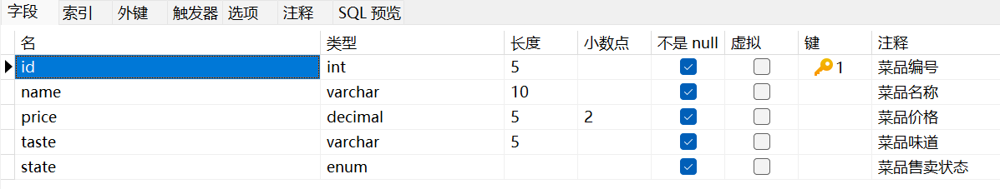 字段 索引 外键 触发器 选项 注释 SQL 预览
名 类型 长度 小数点 不是 null 虚拟 键 注释
id int 5 1 菜品编号
name varchar 10 菜品名称
price decimal 5 2 菜品价格
taste varchar 5 菜品味道
state enum 菜品售卖状态